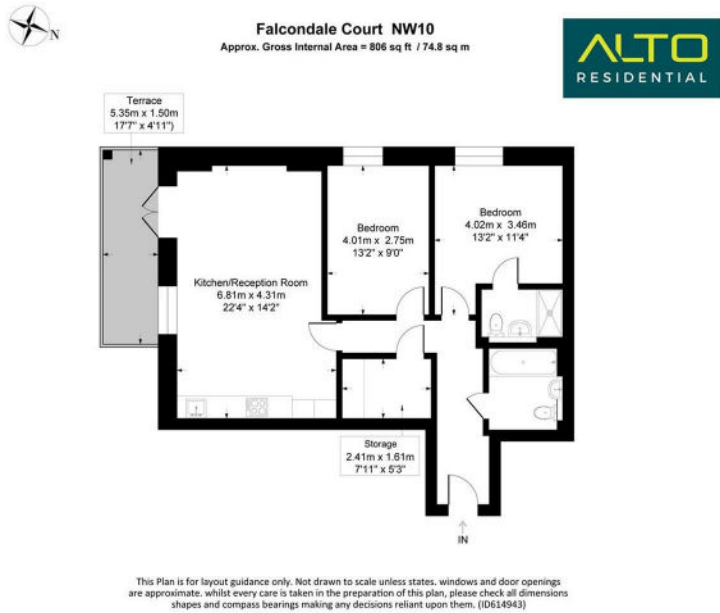 N
Falcondale Court NW10
Approx. Gross Internal Area = 806 sq ft / 74.8 sq m
ALTO
RESIDENTIAL
Terrace
5.35m x 1.50m
17'7" x 4'11")
Bedroom
4.01m x 2.75m
13'2" x 9'0"
Bedroom
4.02m x 3.46m
13'2" x 11'4"
Kitchen/Reception Room
6.81m x 4.31m
22'4" x 14'2"
Storage
2.41m x 1.61m
7'11" x 5'3"
IN
This Plan is for layout guidance only. Not drawn to scale unless states. windows and door openings
are approximate. whilst every care is taken in the preparation of this plan, please check all dimensions
shapes and compass bearings making any decisions reliant upon them. (ID614943)